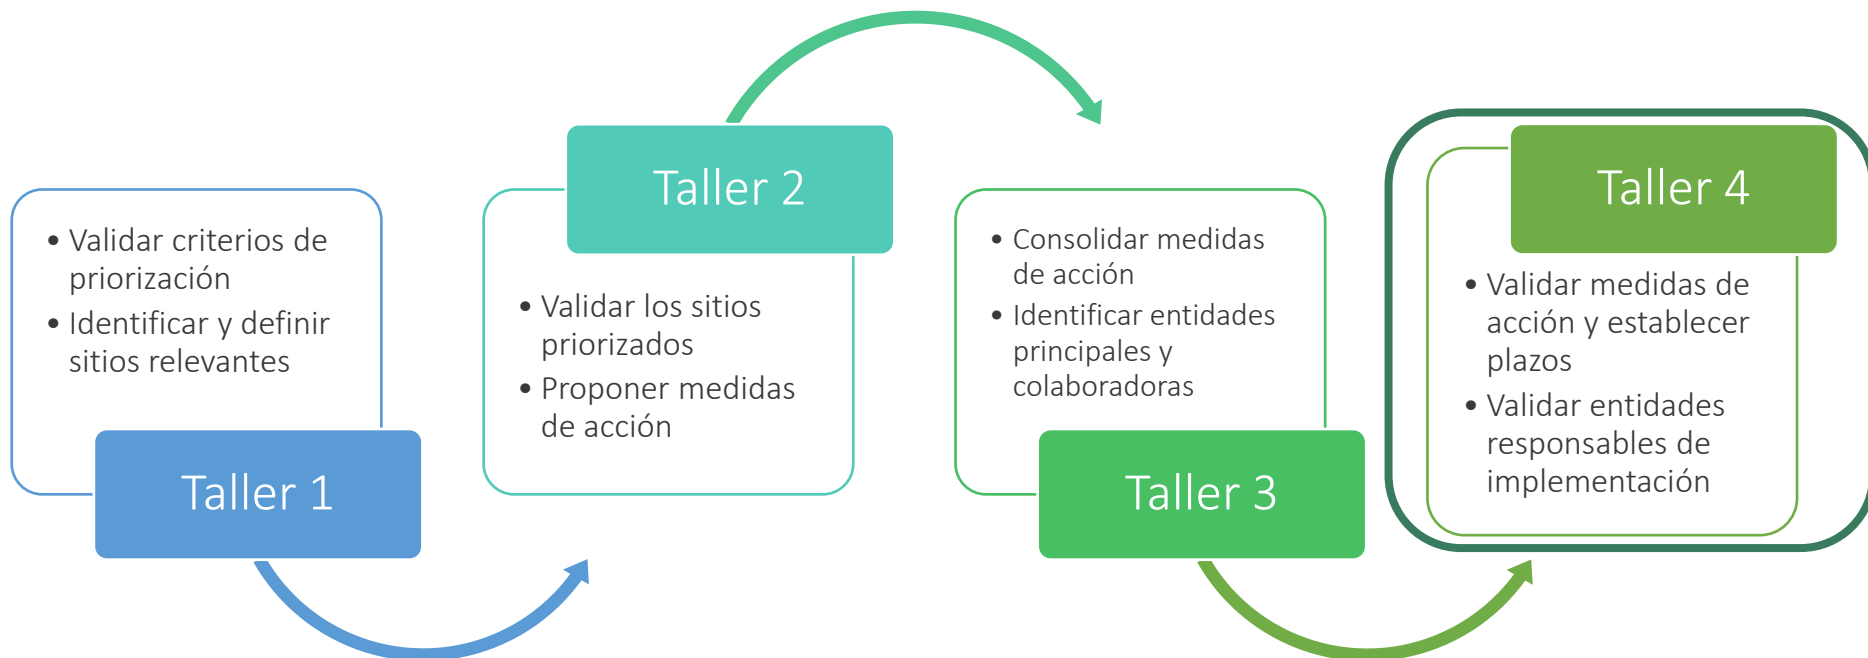 • Validar criterios de
priorización
• Identificar y definir
sitios relevantes
Taller 1
Taller 2
• Validar los sitios
priorizados
• Proponer medidas
de acción
• Consolidar medidas
de acción
• Identificar entidades
principales y
colaboradoras
Taller 3
Taller 4
• Validar medidas de
acción y establecer
plazos
• Validar entidades
responsables de
implementación